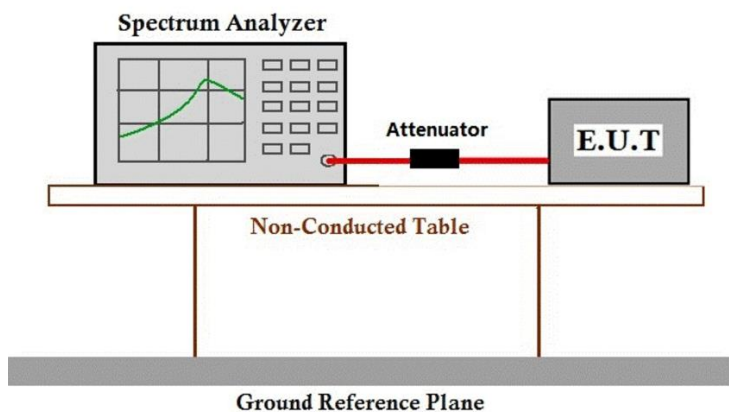 Spectrum Analyzer
Attenuator
E.U.T
Non-Conducted Table
Ground Reference Plane